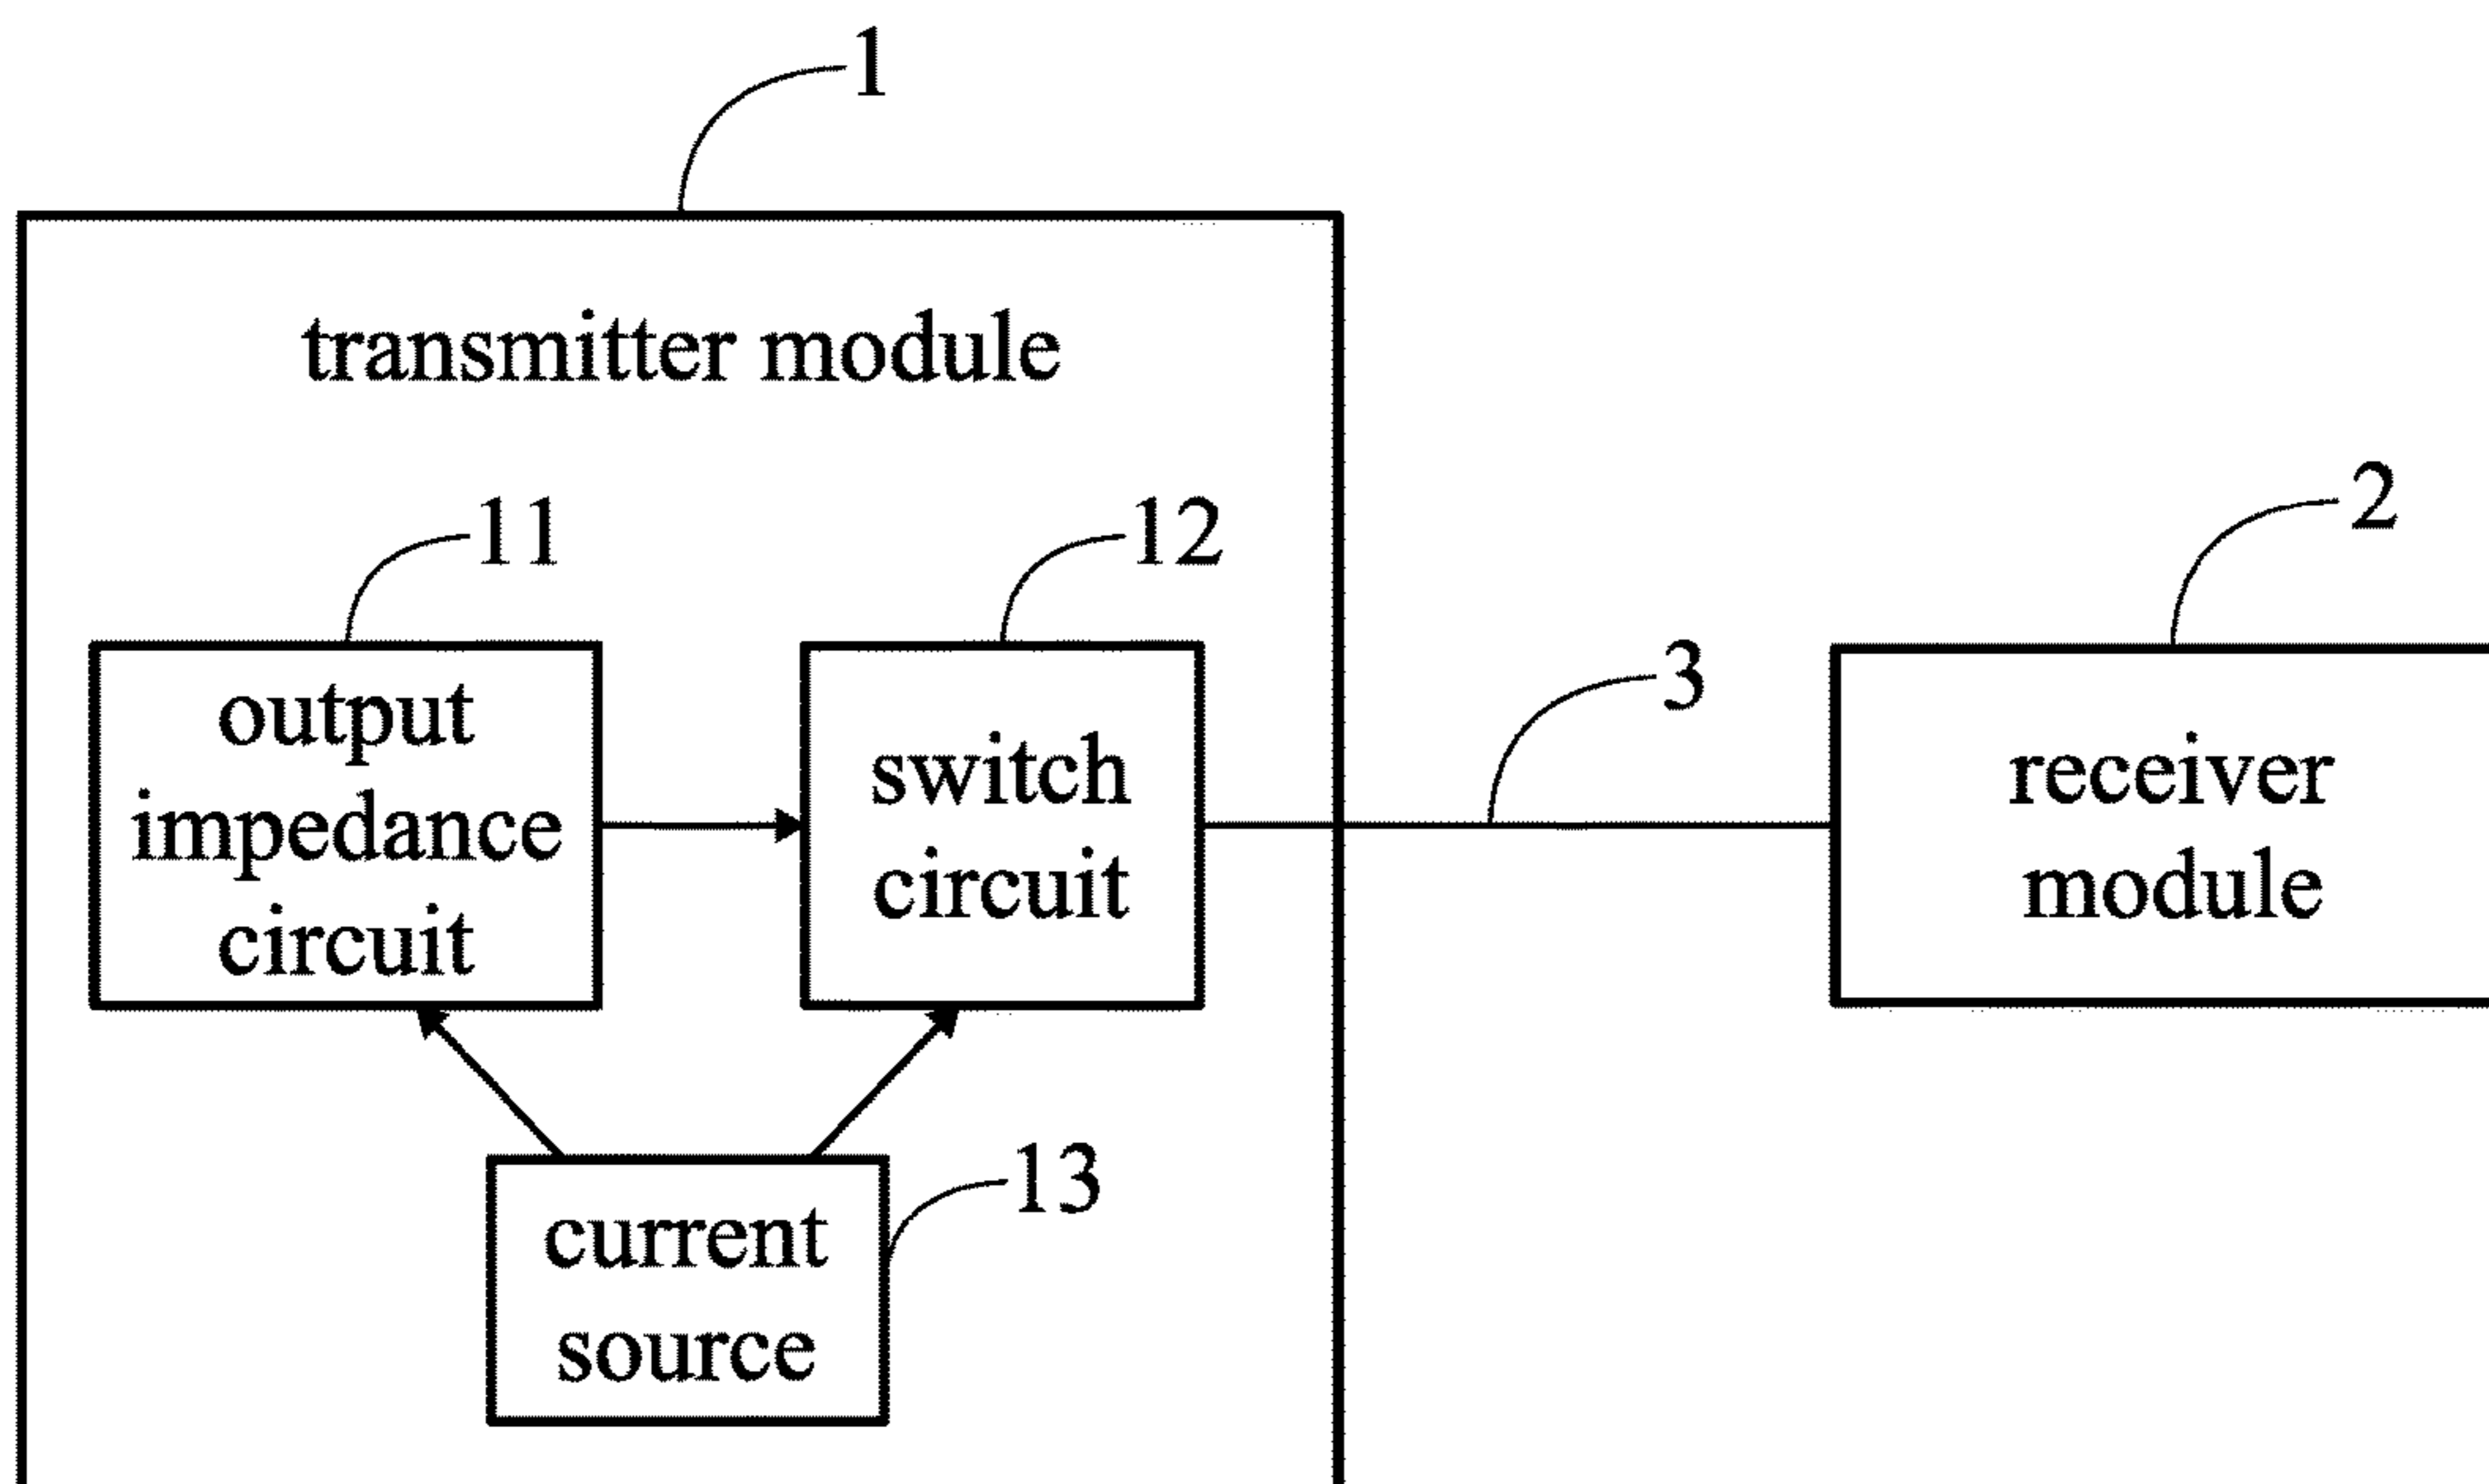 1
transmitter module
11
12
2
output
impedance
circuit
switch
circuit
3
receiver
module
13
current
source